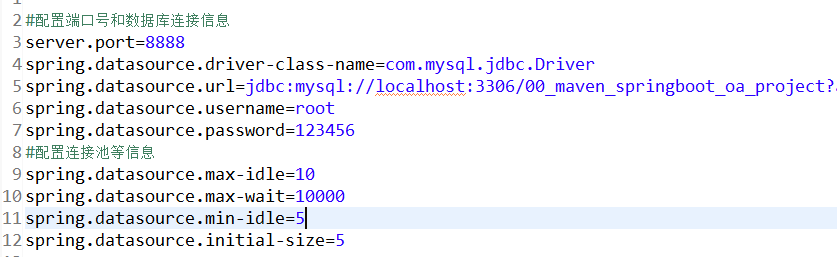 2 #配置端口号和数据库连接信息
3 server.port=8888
4 spring.datasource.driver-class-name=com.mysql.jdbc.Driver
5 spring.datasource.url=jdbc:mysql://localhost:3306/00_maven_springboot_oa_project?
6 spring.datasource.username=root
7 spring.datasource.password=123456
8 #配置连接池等信息
9 spring.datasource.max-idle=10
10 spring.datasource.max-wait=10000
11 spring.datasource.min-idle=5
12 spring.datasource.initial-size=5